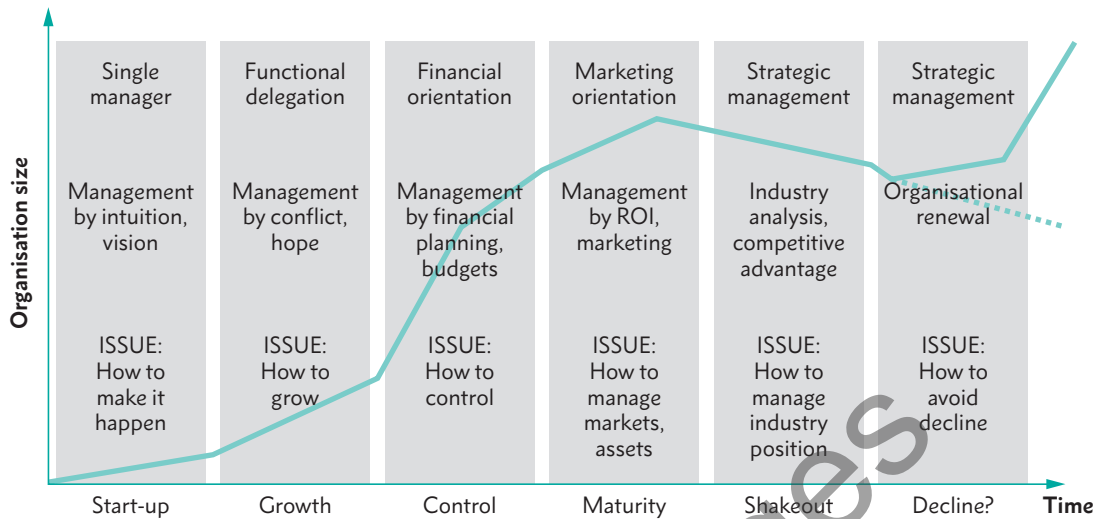 Organisation size
Single
manager
Management
by intuition,
vision
ISSUE:
How to
make it
happen
Start-up
Functional
delegation
Management
by conflict,
hope
ISSUE:
How to
grow
Growth
Financial
orientation
Management
by financial
planning,
budgets
ISSUE:
How to
control
Control
Marketing
orientation
Management
by ROI,
marketing
ISSUE:
How to
manage
markets,
assets
Maturity
Strategic
management
Industry
analysis,
competitive
advantage
ISSUE:
How to
manage
industry
position
Shakeout
Strategic
management
Organisational
renewal
ISSUE:
How to
avoid
decline
Decline?
Time